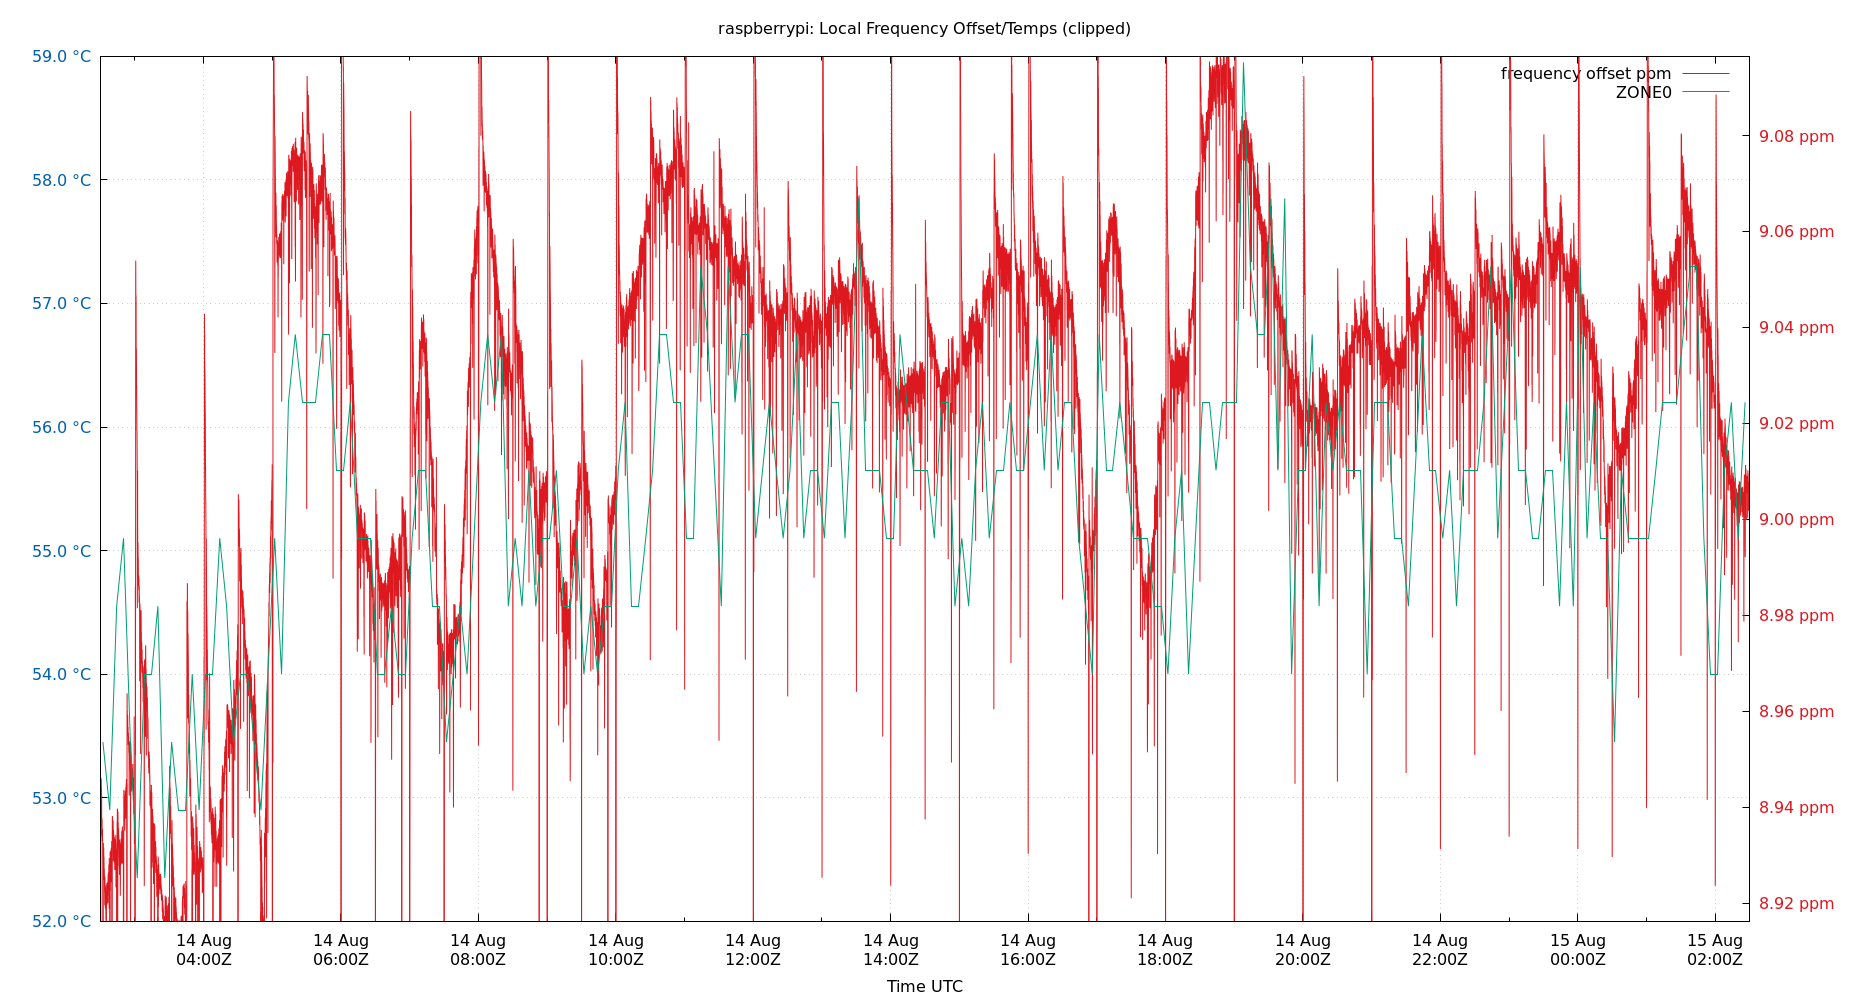 raspberrypi: Local Frequency Offset/Temps (clipped)
frequency offset ppm
ZONE0
59.0 °C
58.0 °C
57.0 °C
56.0 °C
55.0 °C
54.0 °C
53.0 °C
52.0 °C
9.08 ppm
9.06 ppm
9.04 ppm
9.02 ppm
9.00 ppm
8.98 ppm
8.96 ppm
8.94 ppm
8.92 ppm
14 Aug 14 Aug 14 Aug 14 Aug 14 Aug 14 Aug 14 Aug 14 Aug 14 Aug 14 Aug 15 Aug 15 Aug
04:00Z 06:00Z 08:00Z 10:00Z 12:00Z 14:00Z 16:00Z 18:00Z 20:00Z 22:00Z 00:00Z 02:00Z
Time UTC